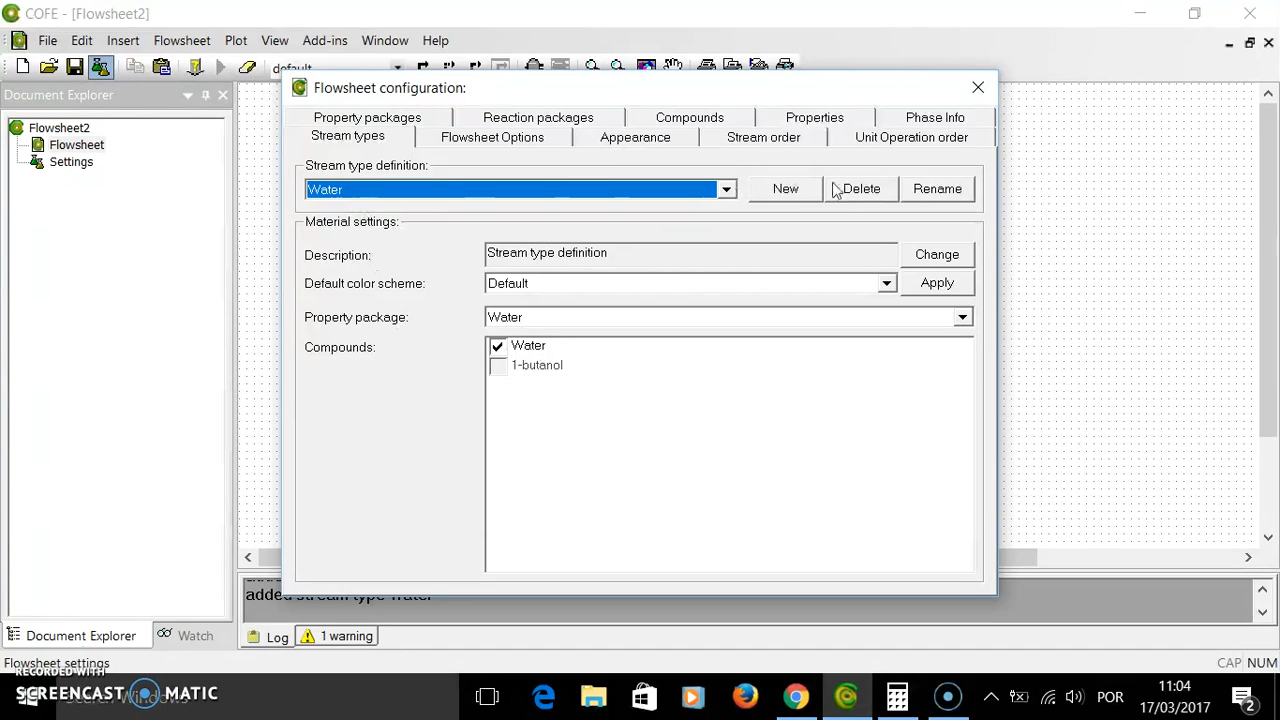 COFE - [Flowsheet2]
File Edit Insert Flowsheet Plot View Add-ins Window Help
default
Document Explorer
Flowsheet2
Flowsheet
Settings
Flowsheet configuration:
Property packages Reaction packages Compounds Properties Phase Info
Stream types Flowsheet Options Appearance Stream order Unit Operation order
Stream type definition:
Water New Delete Rename
Material settings:
Description: Stream type definition Change
Default color scheme: Default Apply
Property package: Water
Compounds: Water
1-butanol
added stream type Water
Document Explorer Watch
Log 1 warning
Flowsheet settings CAP NUM
RECORDED WITH
SCREENCAST MATIC
POR
11:04
17/03/2017
2